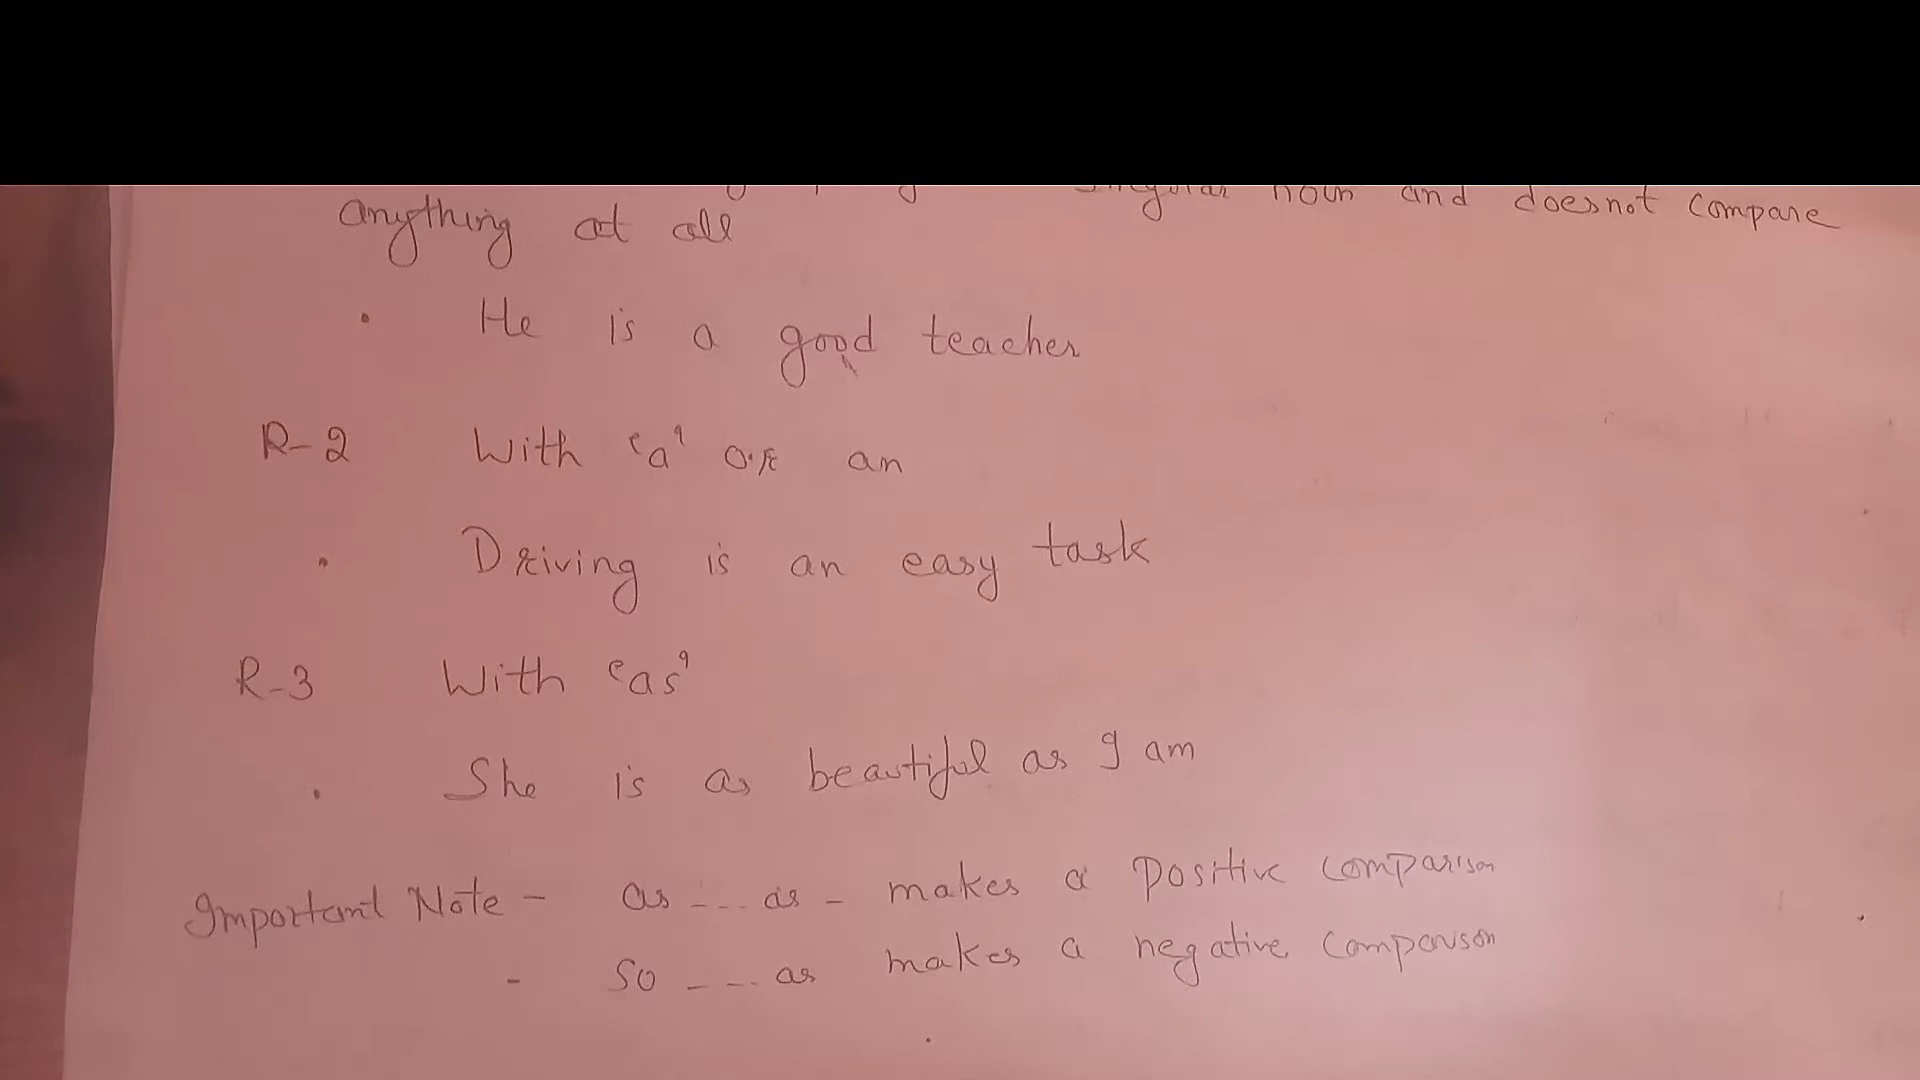 singular noun and doesnot compare
anything at all
· He is a good teacher
R-2 With 'a' or an
· Driving is an easy task
R-3 With 'as'
· She is as beautiful as I am
Important Note - as --- as - makes a positive comparison
- so --- as makes a negative comparison